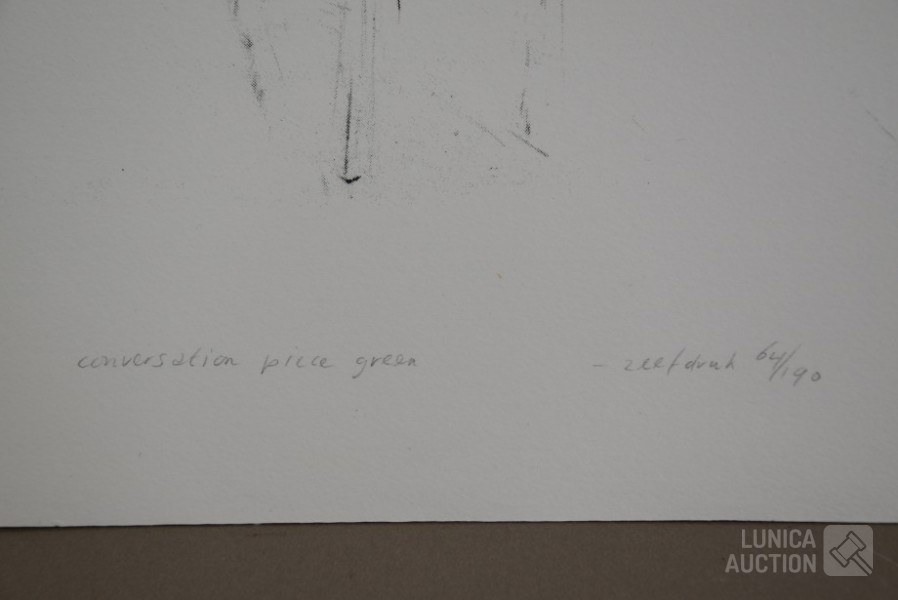 conversation piece green - zeefdruk 64/190
LUNICA
AUCTION